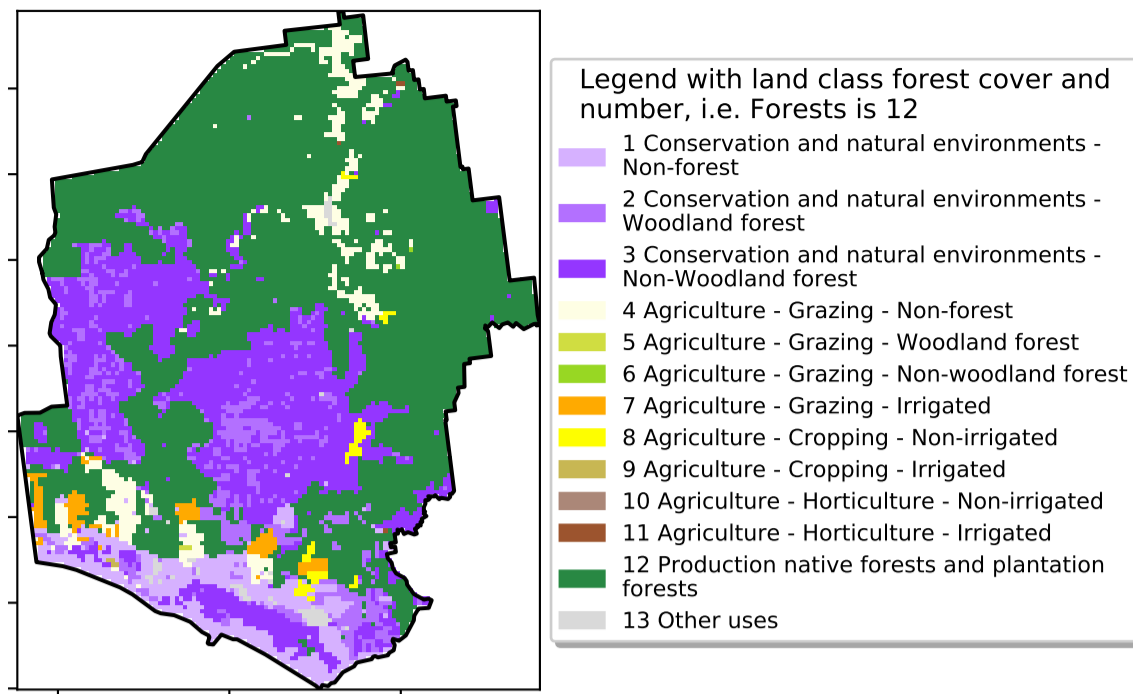 Legend with land class forest cover and
number, i.e. Forests is 12
1 Conservation and natural environments -
Non-forest
2 Conservation and natural environments -
Woodland forest
3 Conservation and natural environments -
Non-Woodland forest
4 Agriculture - Grazing - Non-forest
5 Agriculture - Grazing - Woodland forest
6 Agriculture - Grazing - Non-woodland forest
7 Agriculture - Grazing - Irrigated
8 Agriculture - Cropping - Non-irrigated
9 Agriculture - Cropping - Irrigated
10 Agriculture - Horticulture - Non-irrigated
11 Agriculture - Horticulture - Irrigated
12 Production native forests and plantation
forests
13 Other uses